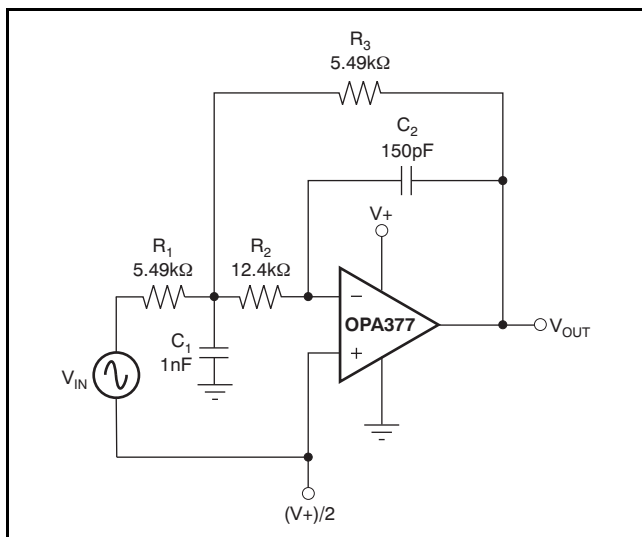 R3
5.49kΩ
C2
150pF
V+
R1
5.49kΩ
R2
12.4kΩ
−
OPA377
+
VOUT
C1
1nF
VIN
(V+)/2